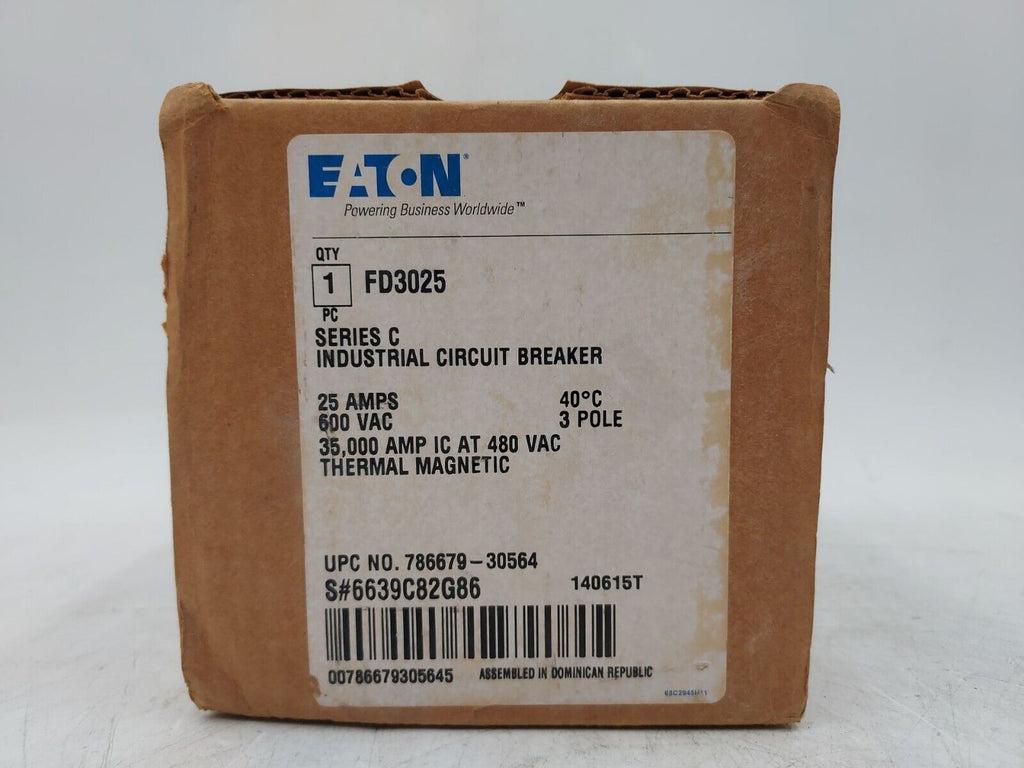 EATON®
Powering Business Worldwide™
QTY
1 FD3025
PC
SERIES C
INDUSTRIAL CIRCUIT BREAKER
25 AMPS 40°C
600 VAC 3 POLE
35,000 AMP IC AT 480 VAC
THERMAL MAGNETIC
UPC NO. 786679-30564
S#6639C82G86 140615T
00786679305645 ASSEMBLED IN DOMINICAN REPUBLIC